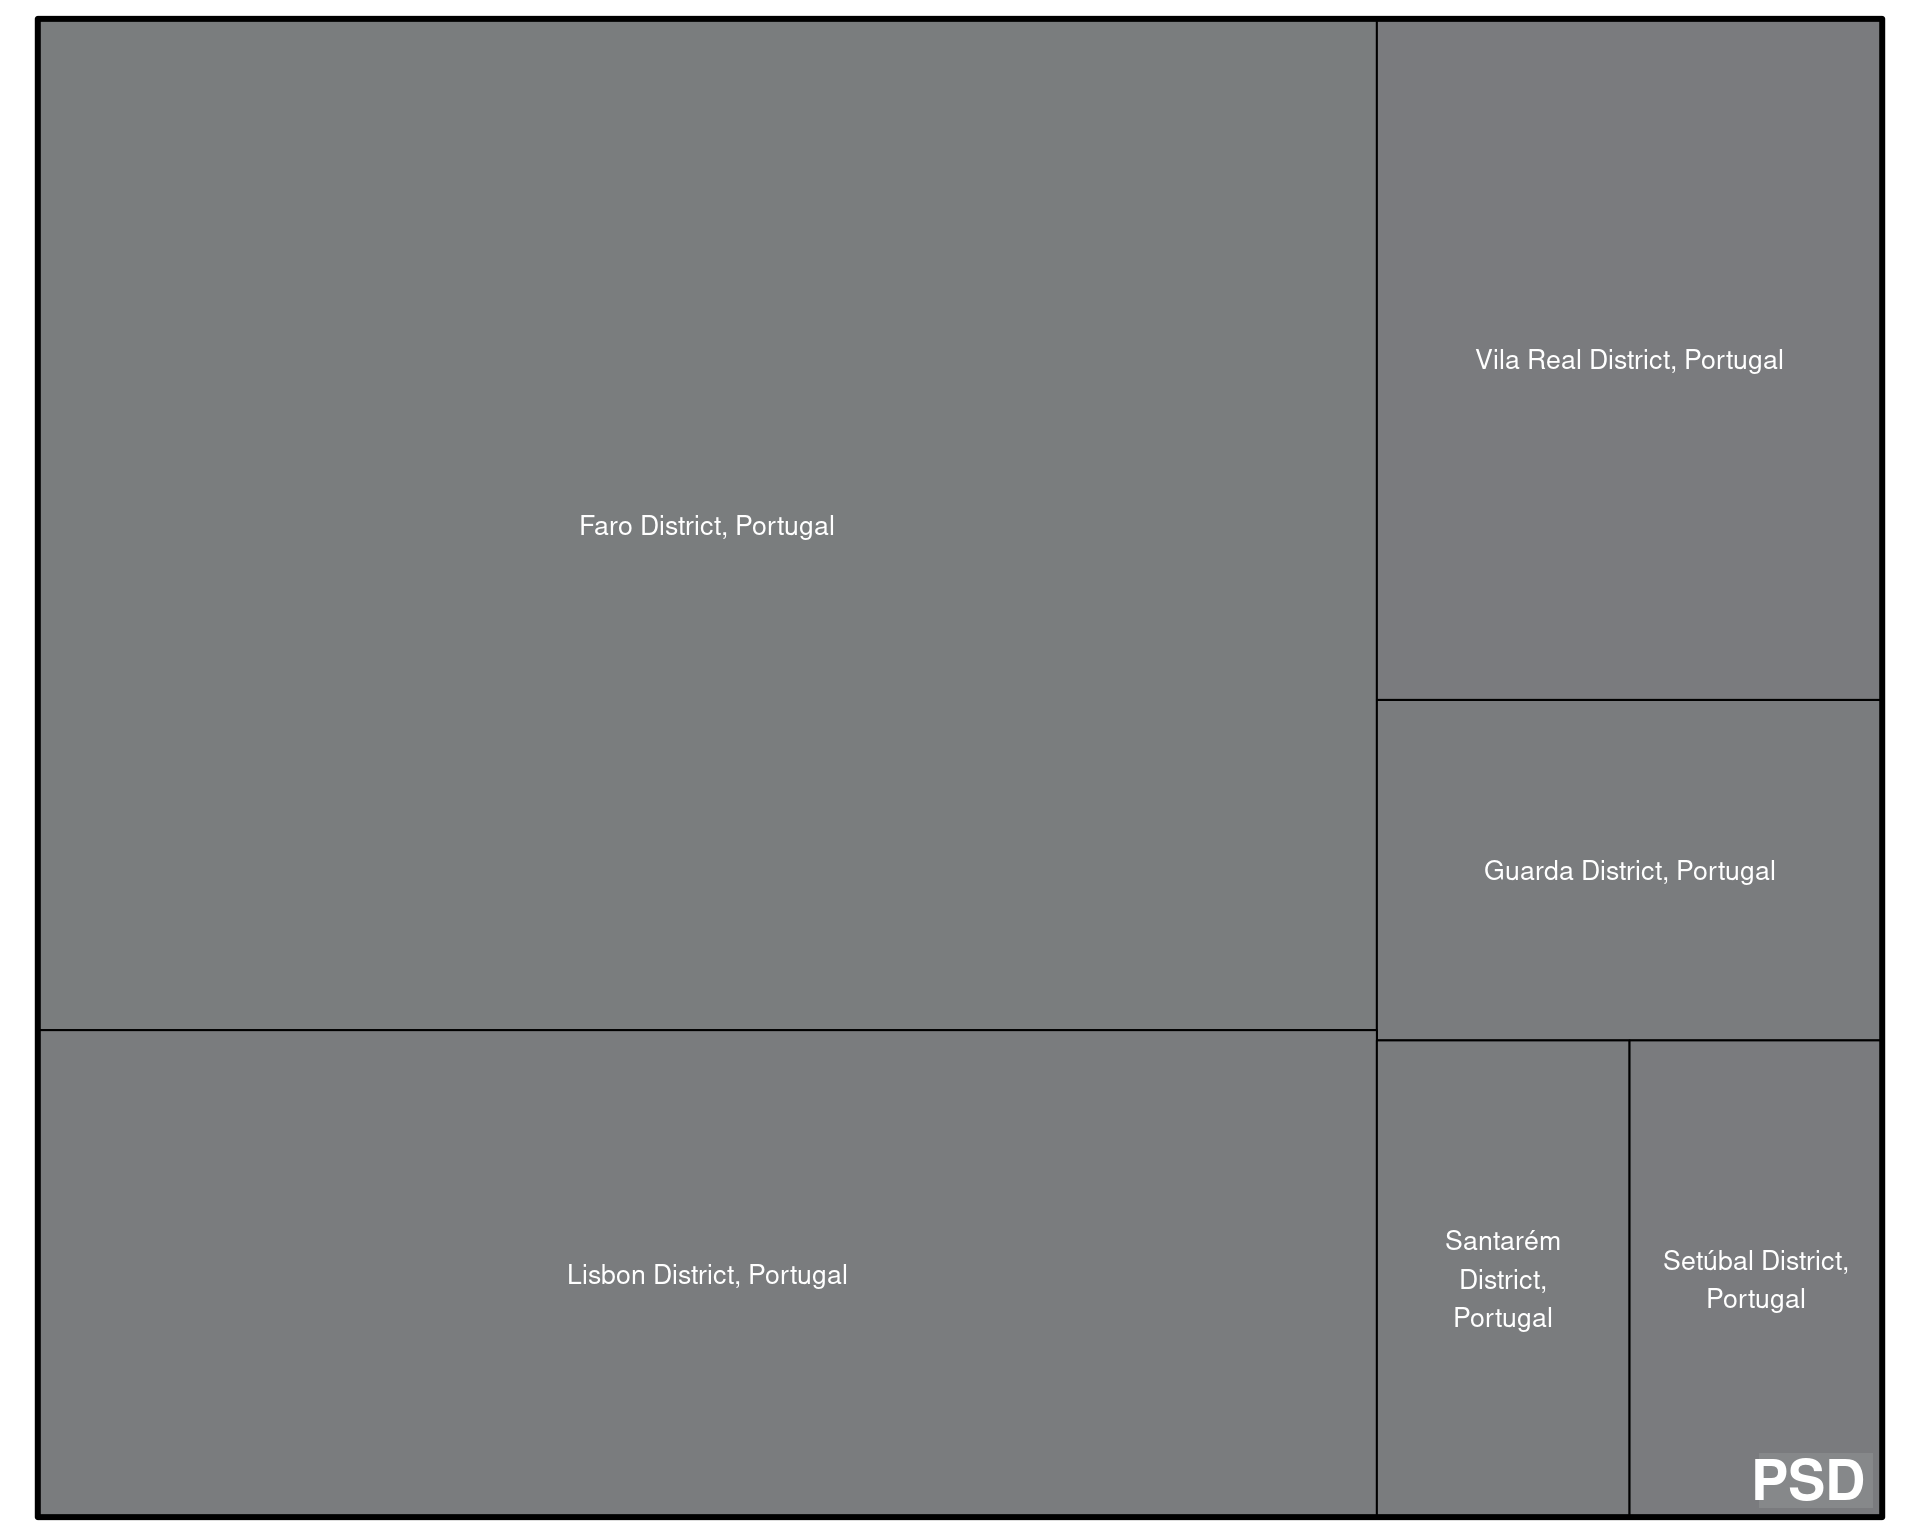 Faro District, Portugal
Lisbon District, Portugal
Vila Real District, Portugal
Guarda District, Portugal
Santarém
District,
Portugal
Setúbal District,
Portugal
PSD